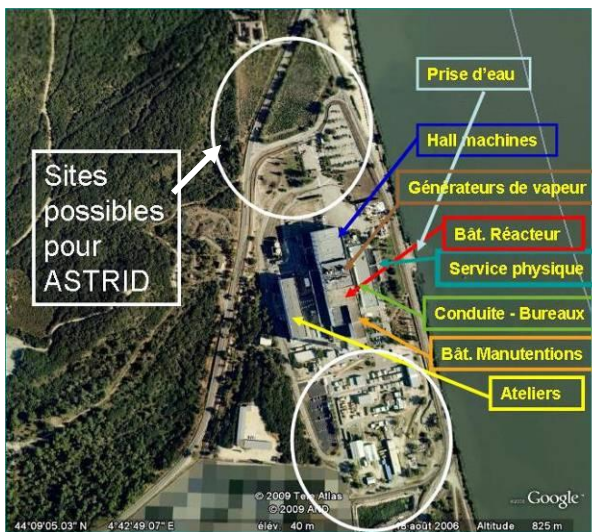 Prise d'eau
Hall machines
Générateurs de vapeur
Bât. Réacteur
Service physique
Conduite - Bureaux
Bât. Manutentions
Ateliers
Sites
possibles
pour
ASTRID
© 2009 Tele Atlas
© 2009 AND
Google
44°09'05.03" N 4°42'49.07" E élév. 40 m 18 août 2006 Altitude 825 m